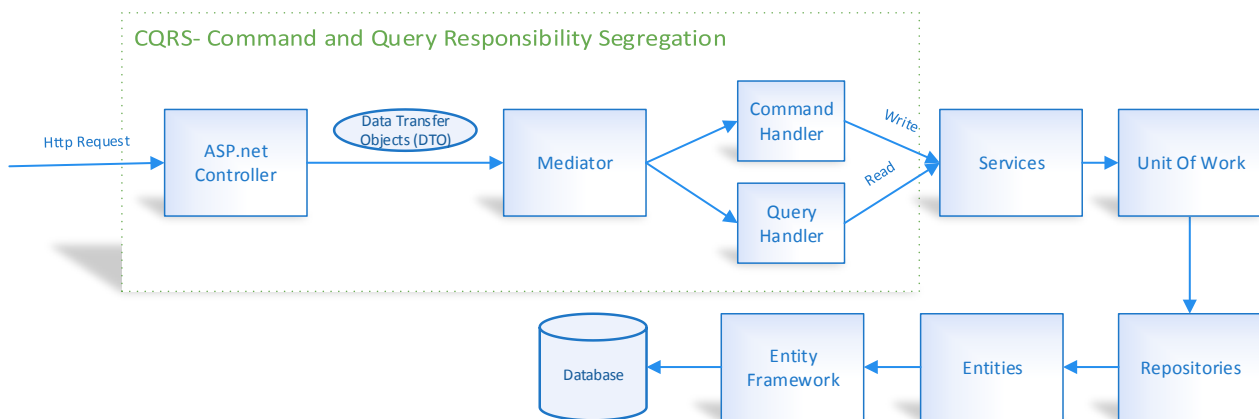 CQRS- Command and Query Responsibility Segregation
Http Request
ASP.net
Controller
Data Transfer
Objects (DTO)
Mediator
Command
Handler
Query
Handler
Write
Read
Services
Unit Of Work
Repositories
Entities
Entity
Framework
Database